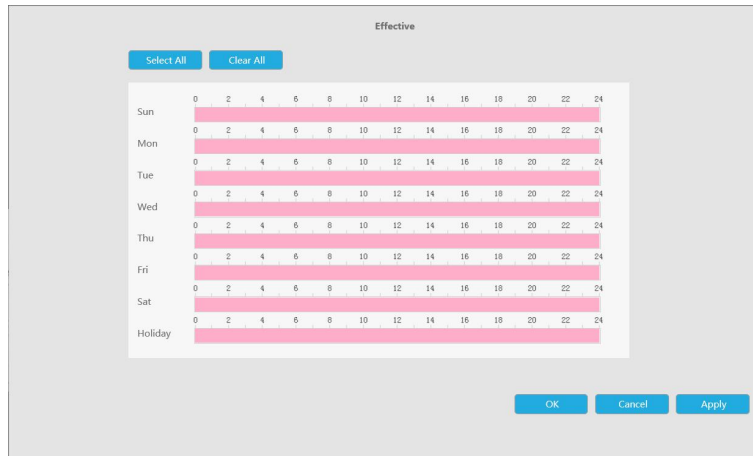 Effective
Select All Clear All
0 2 4 6 8 10 12 14 16 18 20 22 24
Sun
0 2 4 6 8 10 12 14 16 18 20 22 24
Mon
0 2 4 6 8 10 12 14 16 18 20 22 24
Tue
0 2 4 6 8 10 12 14 16 18 20 22 24
Wed
0 2 4 6 8 10 12 14 16 18 20 22 24
Thu
0 2 4 6 8 10 12 14 16 18 20 22 24
Fri
0 2 4 6 8 10 12 14 16 18 20 22 24
Sat
0 2 4 6 8 10 12 14 16 18 20 22 24
Holiday
OK Cancel Apply